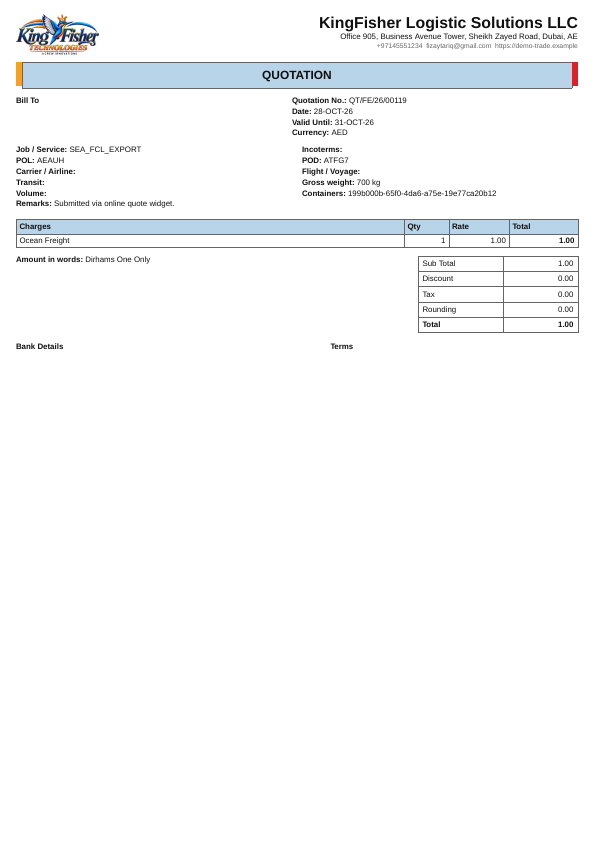 King Fisher
TECHNOLOGIES
KingFisher Logistic Solutions LLC
Office 905, Business Avenue Tower, Sheikh Zayed Road, Dubai, AE
+97145551234 fizaytariq@gmail.com https://demo-trade.example
QUOTATION
Bill To
Quotation No.: QT/FE/26/00119
Date: 28-OCT-26
Valid Until: 31-OCT-26
Currency: AED
Job / Service: SEA_FCL_EXPORT
Incoterms:
POL: AEAUH
POD: ATFG7
Carrier / Airline:
Flight / Voyage:
Transit:
Gross weight: 700 kg
Volume:
Containers: 199b000b-65f0-4da6-a75e-19e77ca20b12
Remarks: Submitted via online quote widget.
Charges Qty Rate Total
Ocean Freight 1 1.00 1.00
Amount in words: Dirhams One Only
Sub Total 1.00
Discount 0.00
Tax 0.00
Rounding 0.00
Total 1.00
Bank Details
Terms